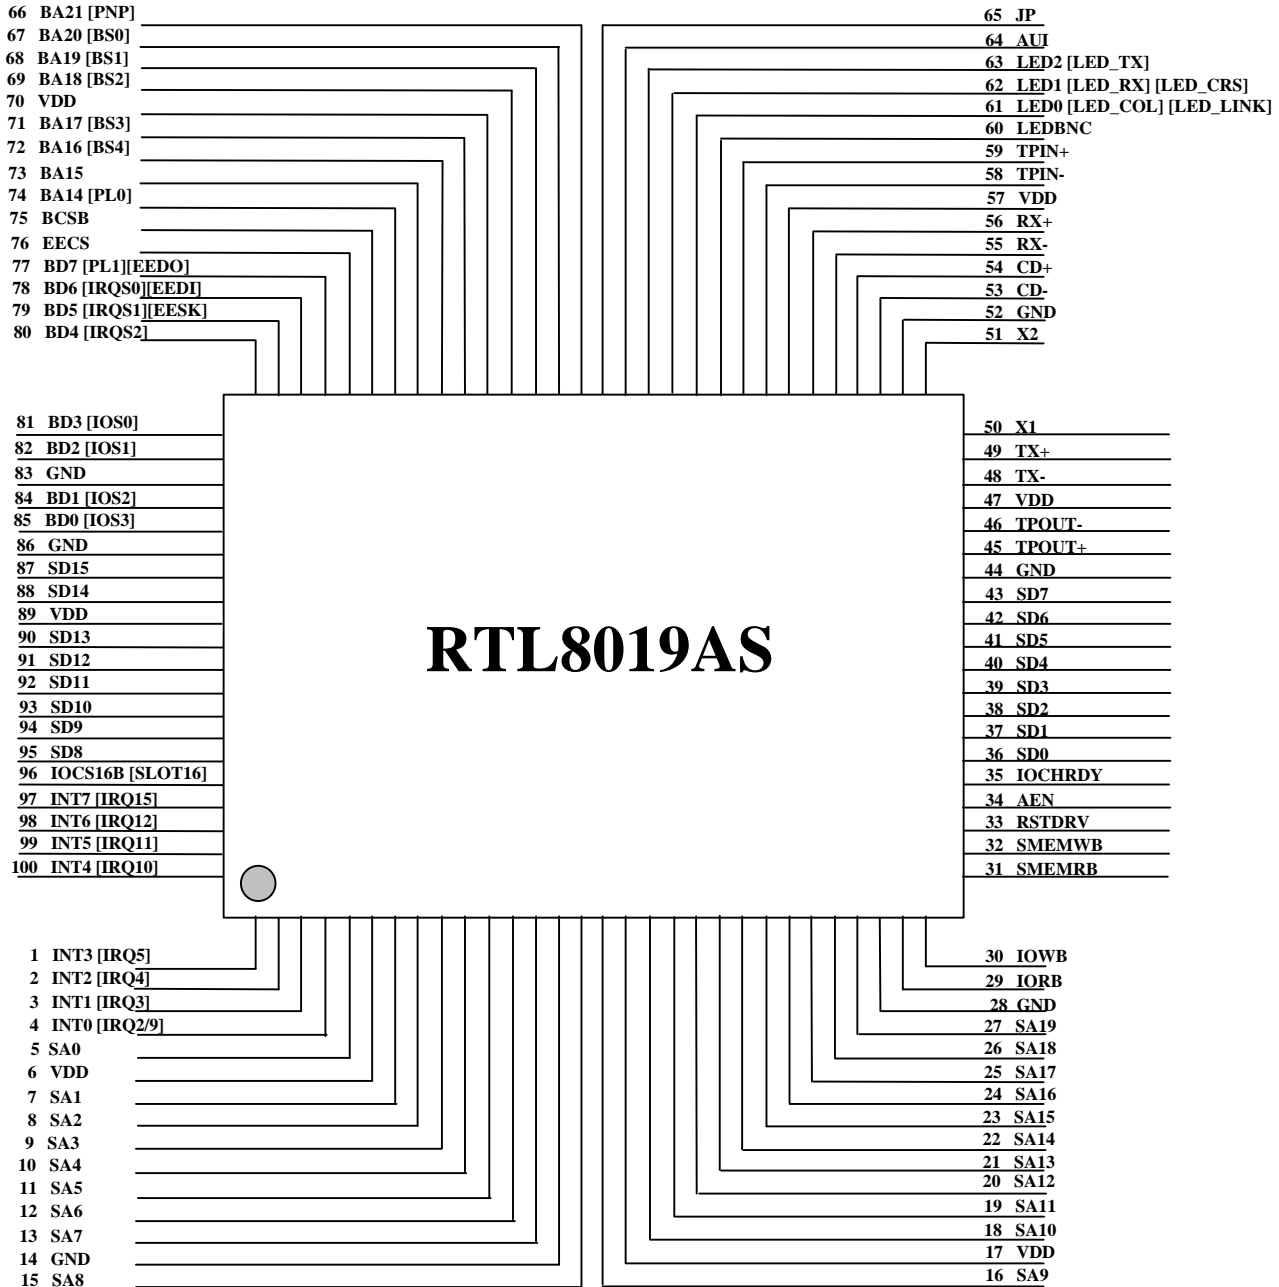 66 BA21 [PNP]
67 BA20 [BS0]
68 BA19 [BS1]
69 BA18 [BS2]
70 VDD
71 BA17 [BS3]
72 BA16 [BS4]
73 BA15
74 BA14 [PL0]
75 BCSB
76 EECS
77 BD7 [PL1][EEDO]
78 BD6 [IRQS0][EEDI]
79 BD5 [IRQS1][EESK]
80 BD4 [IRQS2]
65 JP
64 AUI
63 LED2 [LED_TX]
62 LED1 [LED_RX] [LED_CRS]
61 LED0 [LED_COL] [LED_LINK]
60 LEDBNC
59 TPIN+
58 TPIN-
57 VDD
56 RX+
55 RX-
54 CD+
53 CD-
52 GND
51 X2
81 BD3 [IOS0]
82 BD2 [IOS1]
83 GND
84 BD1 [IOS2]
85 BD0 [IOS3]
86 GND
87 SD15
88 SD14
89 VDD
90 SD13
91 SD12
92 SD11
93 SD10
94 SD9
95 SD8
96 IOCS16B [SLOT16]
97 INT7 [IRQ15]
98 INT6 [IRQ12]
99 INT5 [IRQ11]
100 INT4 [IRQ10]
RTL8019AS
50 X1
49 TX+
48 TX-
47 VDD
46 TPOUT-
45 TPOUT+
44 GND
43 SD7
42 SD6
41 SD5
40 SD4
39 SD3
38 SD2
37 SD1
36 SD0
35 IOCHRDY
34 AEN
33 RSTDRV
32 SMEMWB
31 SMEMRB
1 INT3 [IRQ5]
2 INT2 [IRQ4]
3 INT1 [IRQ3]
4 INT0 [IRQ2/9]
5 SA0
6 VDD
7 SA1
8 SA2
9 SA3
10 SA4
11 SA5
12 SA6
13 SA7
14 GND
15 SA8
30 IOWB
29 IORB
28 GND
27 SA19
26 SA18
25 SA17
24 SA16
23 SA15
22 SA14
21 SA13
20 SA12
19 SA11
18 SA10
17 VDD
16 SA9